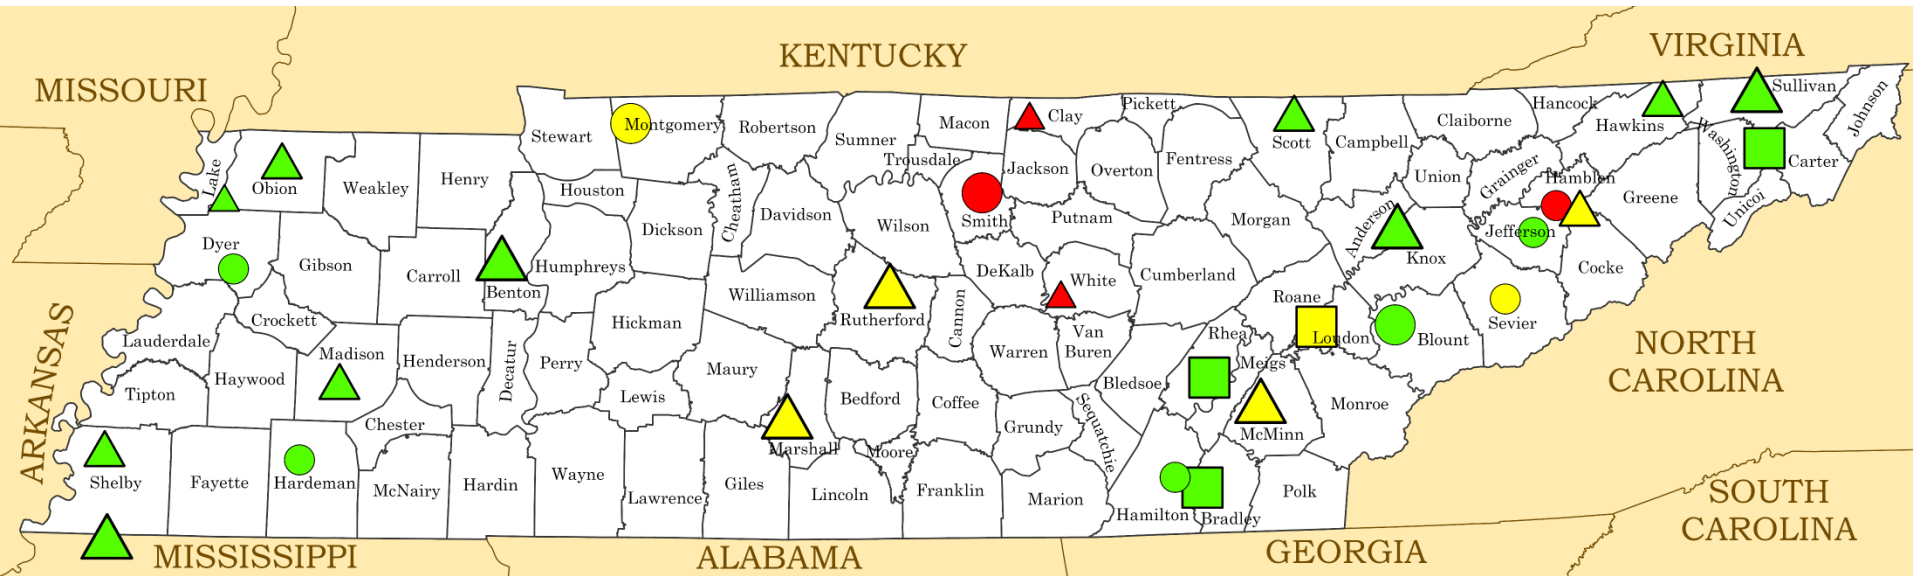 KENTUCKY
VIRGINIA
MISSOURI
Stewart
Montgomery
Robertson
Sumner
Macon
Clay
Pickett
Scott
Campbell
Claiborne
Hancock
Hawkins
Sullivan
Johnson
Lake
Obion
Weakley
Henry
Houston
Dickson
Cheatham
Davidson
Trousdale
Wilson
Smith
Jackson
Overton
Fentress
Putnam
Morgan
Anderson
Union
Grainger
Hamblen
Greene
Washington
Carter
Unicoi
Dyer
Gibson
Carroll
Benton
Humphreys
Williamson
Rutherford
Cannon
DeKalb
White
Cumberland
Roane
Knox
Jefferson
Cocke
Sevier
ARKANSAS
Lauderdale
Crockett
Madison
Henderson
Decatur
Perry
Hickman
Maury
Warren
Van
Buren
Rhea
Loudon
Blount
NORTH
CAROLINA
Tipton
Haywood
Chester
Lewis
Marshall
Bedford
Coffee
Grundy
Sequatchie
Bledsoe
Meigs
McMinn
Monroe
Shelby
Fayette
Hardeman
McNairy
Hardin
Wayne
Lawrence
Giles
Lincoln
Moore
Franklin
Marion
Hamilton
Bradley
Polk
SOUTH
CAROLINA
MISSISSIPPI
ALABAMA
GEORGIA